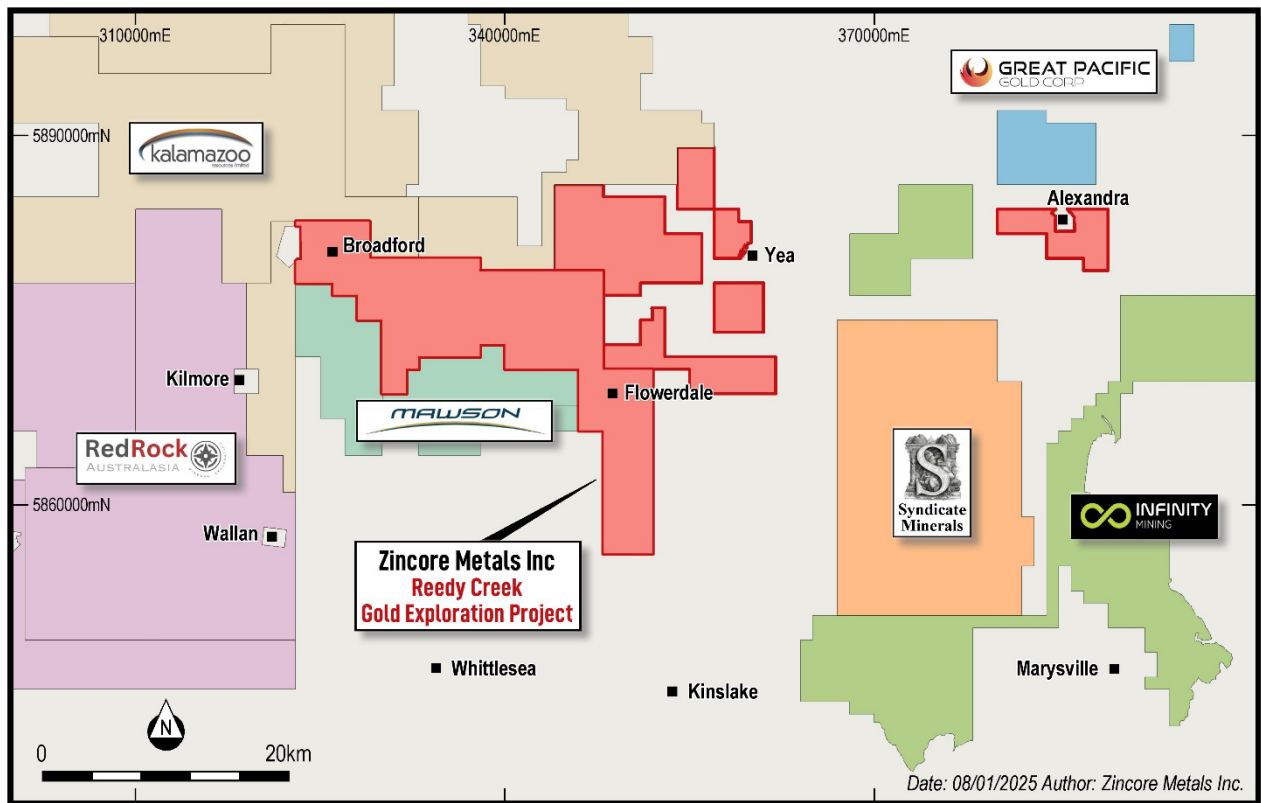 310000mE
340000mE
370000mE
GREAT PACIFIC
GOLD CORP
5890000mN
kalamazoo
resources limited
Alexandra
Broadford
Yea
Kilmore
Flowerdale
MAWSON
RedRock
AUSTRALASIA
S
Syndicate
Minerals
INFINITY
MINING
5860000mN
Wallan
Zincore Metals Inc
Reedy Creek
Gold Exploration Project
Whittlesea
Kinslake
Marysville
N
0 20km
Date: 08/01/2025 Author: Zincore Metals Inc.